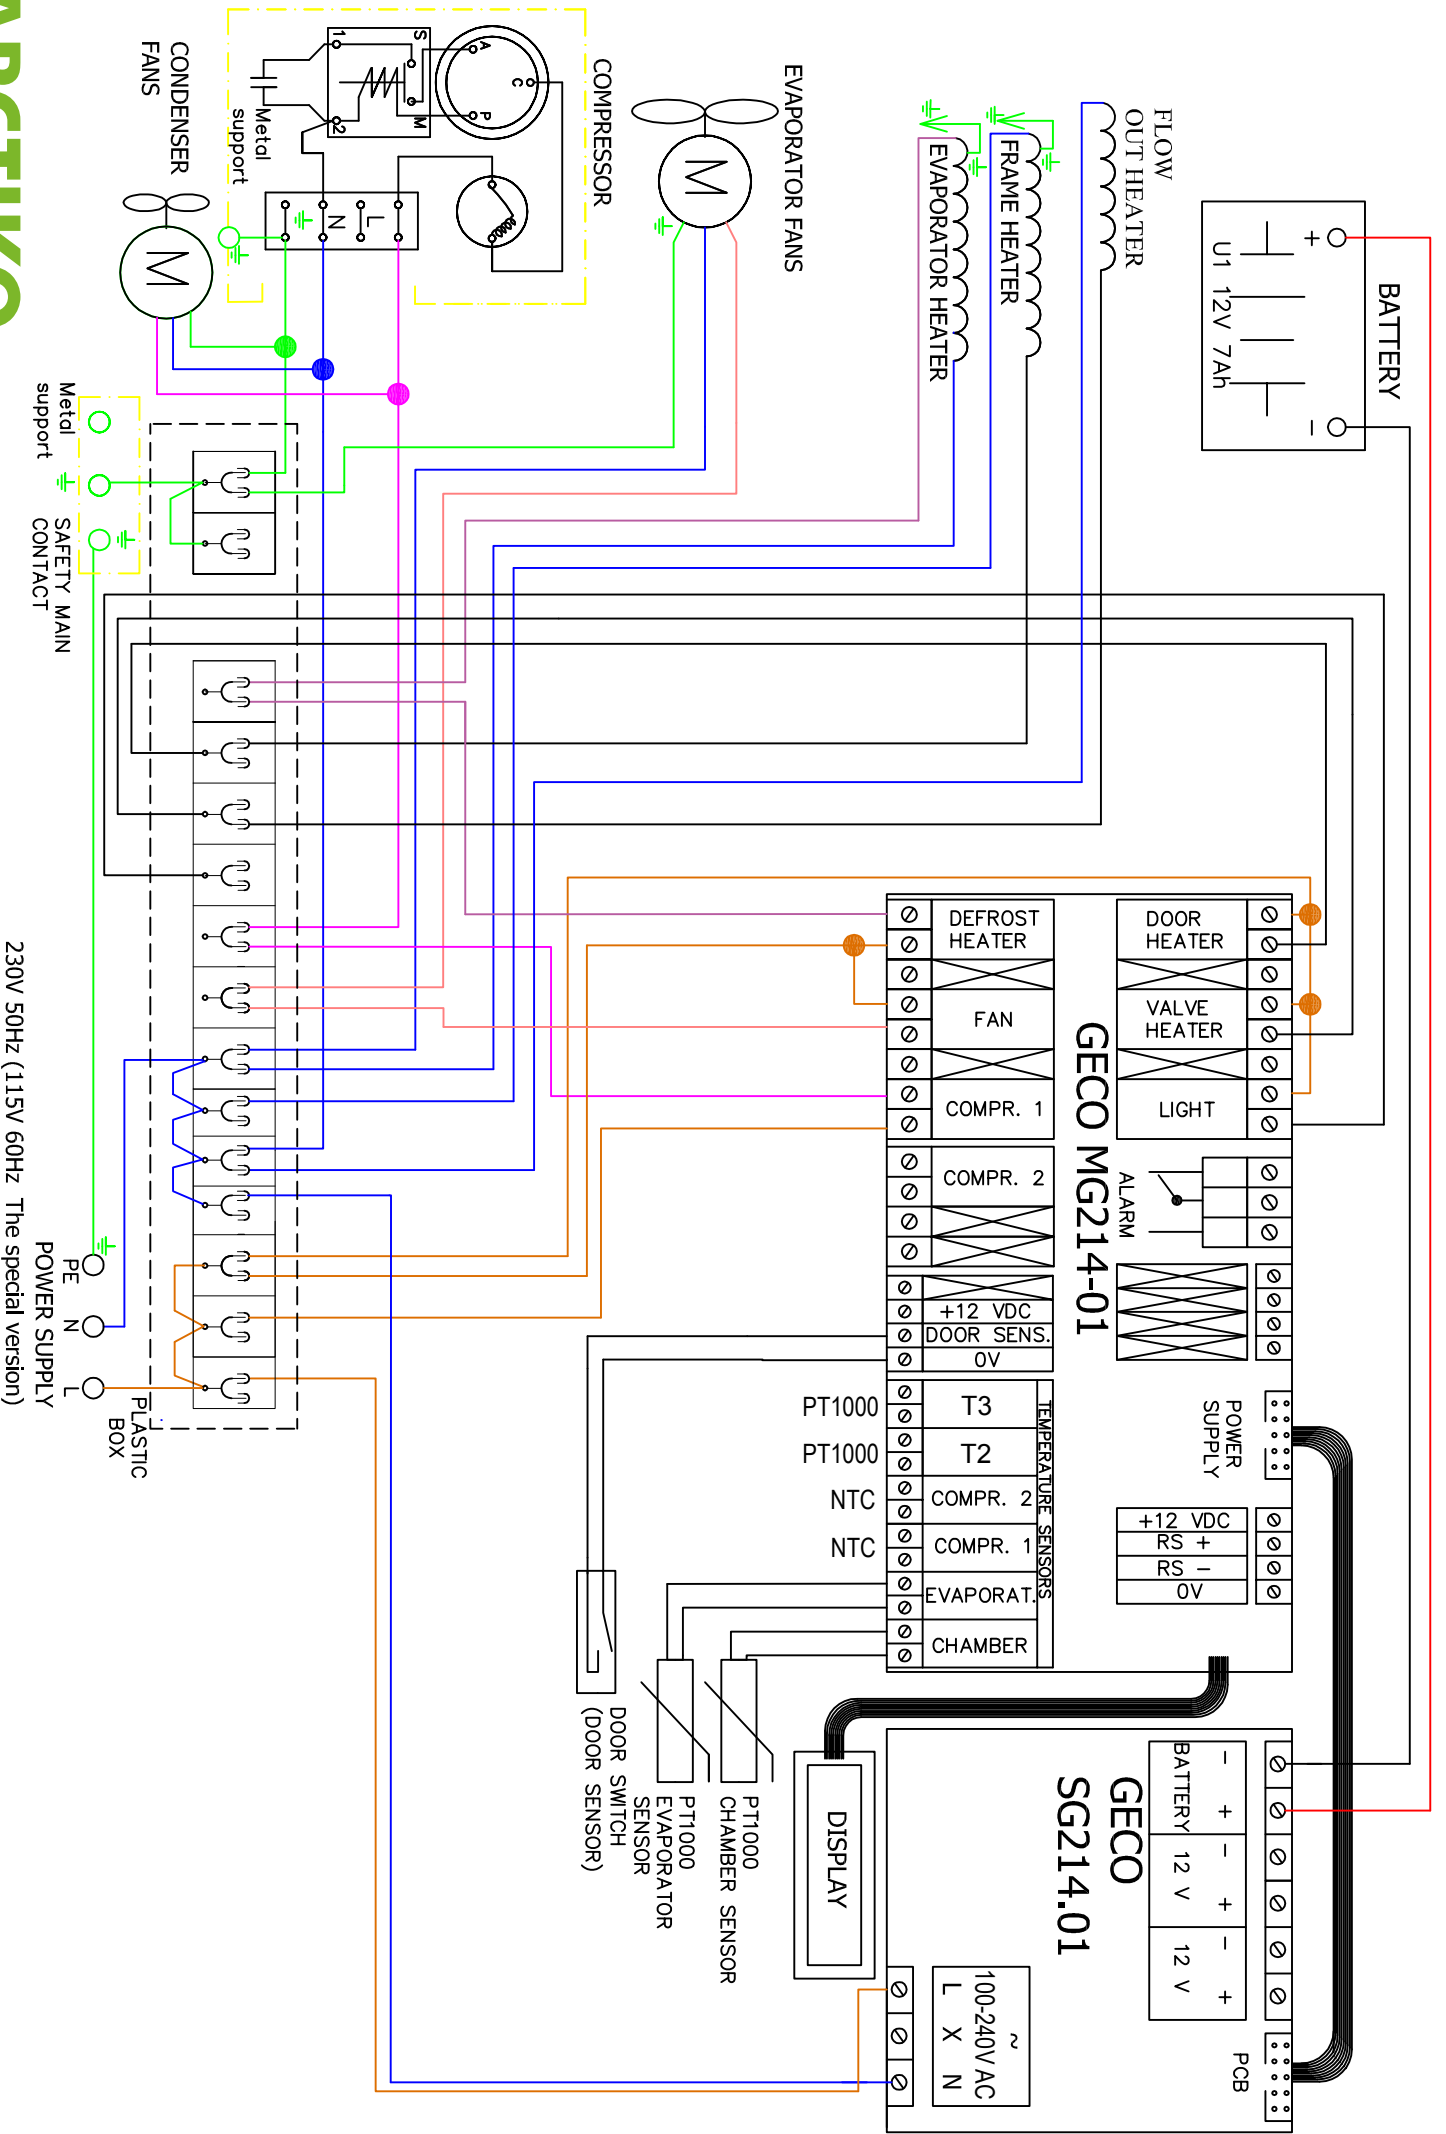 ARCTIKO
CONDENSER
FANS
Metal
support
COMPRESSOR
1
2
S
M
A
C
P
L
N
M
EVAPORATOR FANS
M
EVAPORATOR HEATER
FRAME HEATER
FLOW
OUT HEATER
BATTERY
+
−
U1 12V 7Ah
Metal
support
SAFETY MAIN
CONTACT
230V 50Hz (115V 60Hz The special version)
POWER SUPPLY
PE
N
L
PLASTIC
BOX
GECO MG214-01
DEFROST
HEATER
FAN
COMPR. 1
COMPR. 2
+12 VDC
DOOR SENS.
0V
TEMPERATURE SENSORS
T3
T2
COMPR. 2
COMPR. 1
EVAPORAT.
CHAMBER
PT1000
PT1000
NTC
NTC
DOOR
HEATER
VALVE
HEATER
LIGHT
ALARM
POWER
SUPPLY
+12 VDC
RS +
RS −
0V
DOOR SWITCH
(DOOR SENSOR)
PT1000
EVAPORATOR
SENSOR
PT1000
CHAMBER SENSOR
DISPLAY
GECO
SG214.01
BATTERY
− +
12 V
− +
12 V
− +
~
100-240V AC
L X N
PCB